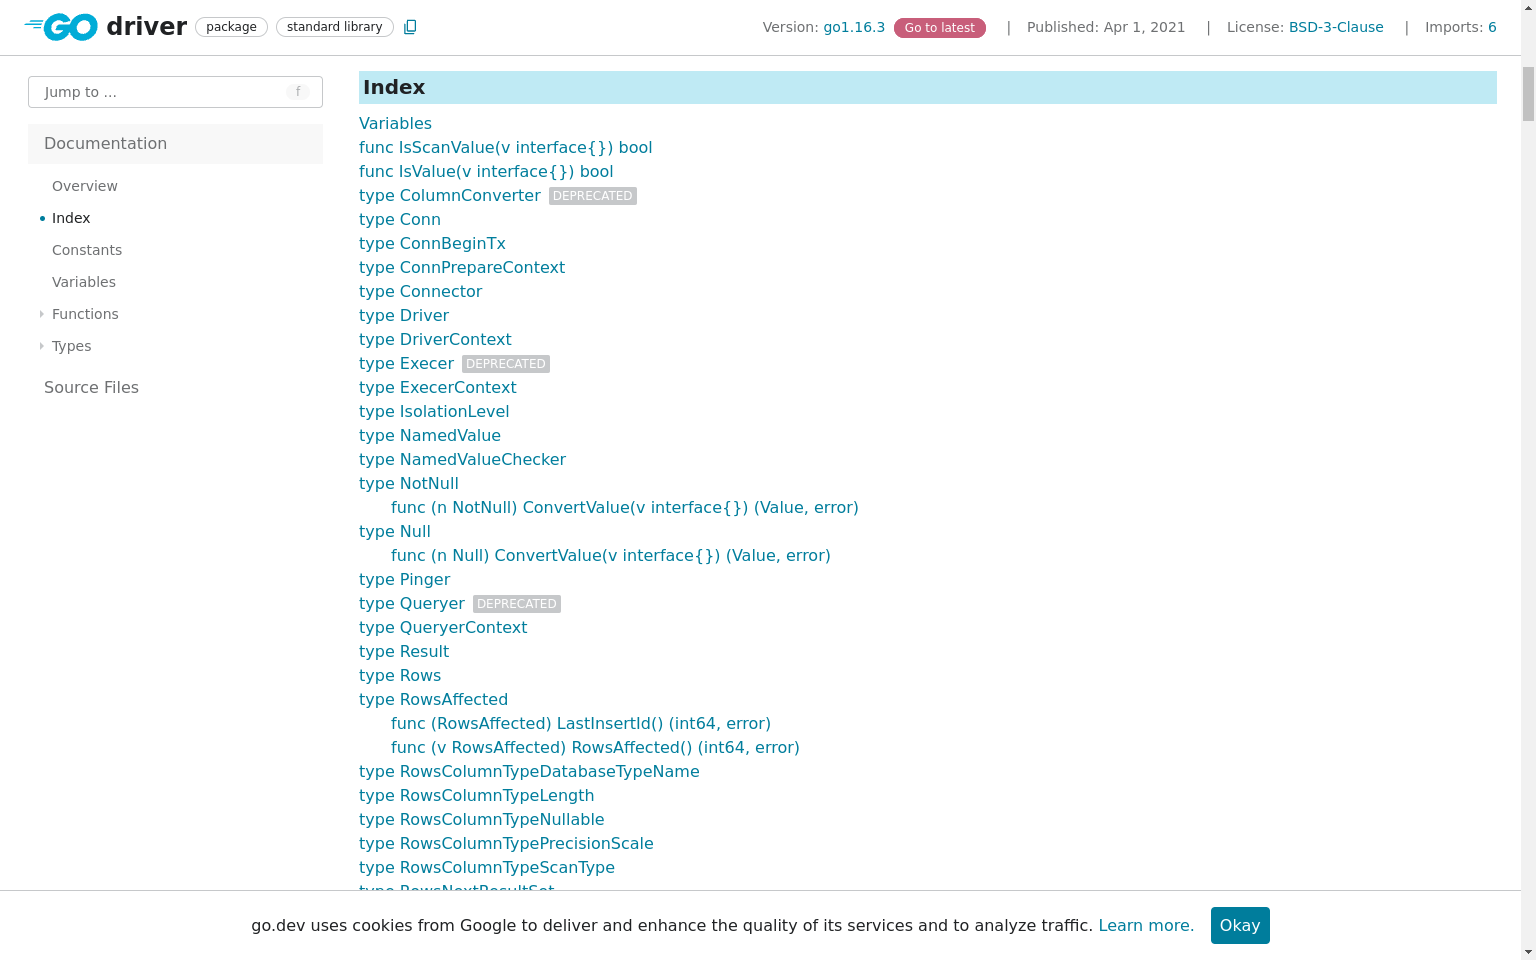 GO driver package standard library Version: go1.16.3 Go to latest | Published: Apr 1, 2021 | License: BSD-3-Clause | Imports: 6
Jump to ... f
Documentation
Overview
Index
Constants
Variables
Functions
Types
Source Files
Index
Variables
func IsScanValue(v interface{}) bool
func IsValue(v interface{}) bool
type ColumnConverter DEPRECATED
type Conn
type ConnBeginTx
type ConnPrepareContext
type Connector
type Driver
type DriverContext
type Execer DEPRECATED
type ExecerContext
type IsolationLevel
type NamedValue
type NamedValueChecker
type NotNull
func (n NotNull) ConvertValue(v interface{}) (Value, error)
type Null
func (n Null) ConvertValue(v interface{}) (Value, error)
type Pinger
type Queryer DEPRECATED
type QueryerContext
type Result
type Rows
type RowsAffected
func (RowsAffected) LastInsertId() (int64, error)
func (v RowsAffected) RowsAffected() (int64, error)
type RowsColumnTypeDatabaseTypeName
type RowsColumnTypeLength
type RowsColumnTypeNullable
type RowsColumnTypePrecisionScale
type RowsColumnTypeScanType
type RowsNextResultSet
go.dev uses cookies from Google to deliver and enhance the quality of its services and to analyze traffic. Learn more. Okay